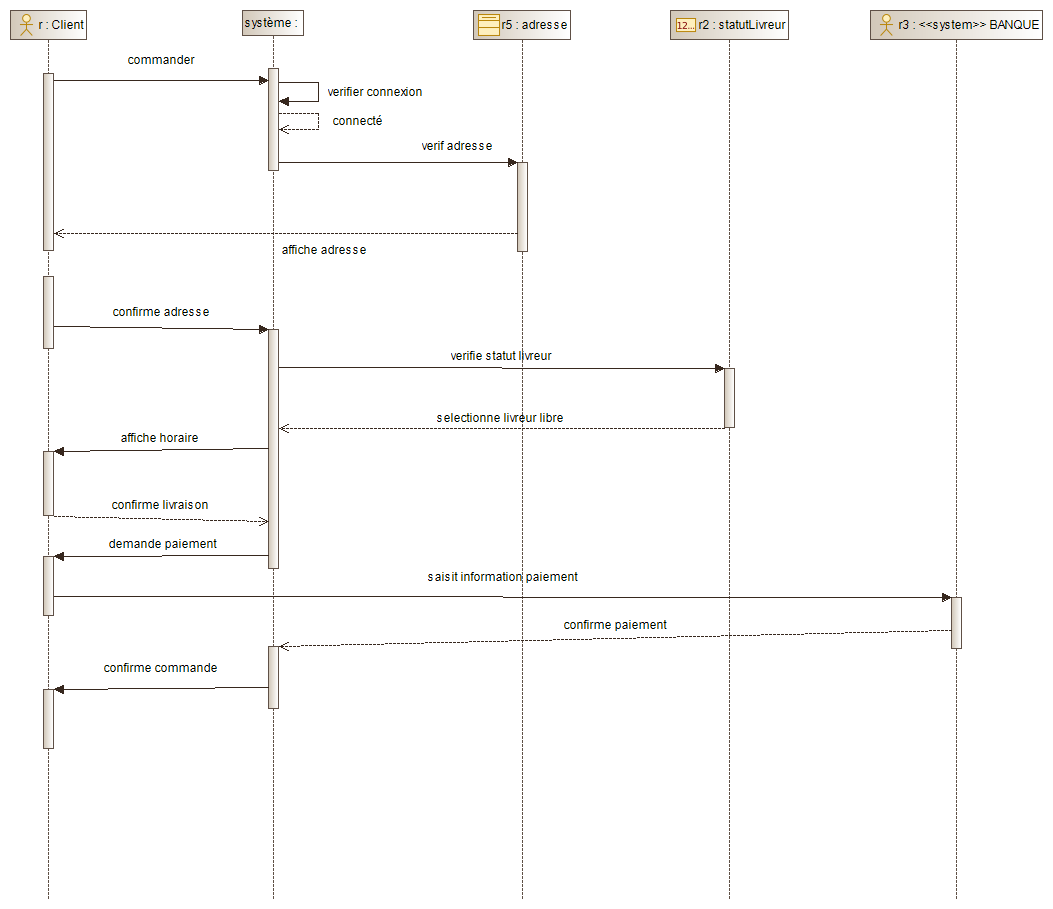 r : Client
système :
r5 : adresse
12... r2 : statutLivreur
r3 : <<system>> BANQUE
commander
verifier connexion
connecté
verif adresse
affiche adresse
confirme adresse
verifie statut livreur
selectionne livreur libre
affiche horaire
confirme livraison
demande paiement
saisit information paiement
confirme paiement
confirme commande